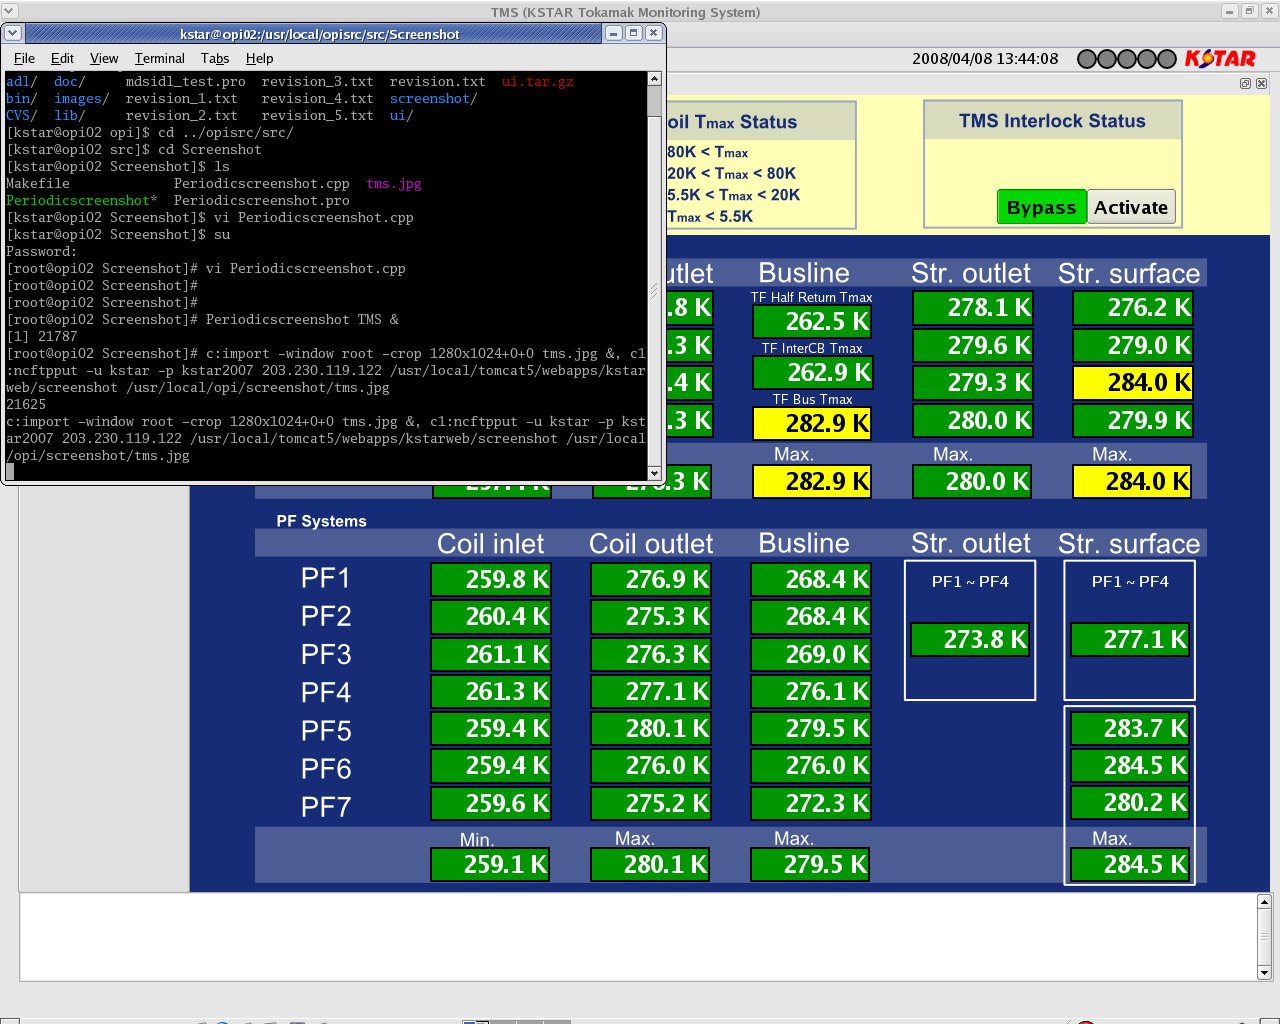 TMS (KSTAR Tokamak Monitoring System)
kstar@opi02:/usr/local/opisrc/src/Screenshot
File Edit View Terminal Tabs Help
adl/ doc/ mdsidl_test.pro revision_3.txt revision.txt ui.tar.gz
bin/ images/ revision_1.txt revision_4.txt screenshot/
CVS/ lib/ revision_2.txt revision_5.txt ui/
[kstar@opi02 opi]$ cd ../opisrc/src/
[kstar@opi02 src]$ cd Screenshot
[kstar@opi02 Screenshot]$ ls
Makefile Periodicscreenshot.cpp tms.jpg
Periodicscreenshot* Periodicscreenshot.pro
[kstar@opi02 Screenshot]$ vi Periodicscreenshot.cpp
[kstar@opi02 Screenshot]$ su
Password:
[root@opi02 Screenshot]# vi Periodicscreenshot.cpp
[root@opi02 Screenshot]#
[root@opi02 Screenshot]#
[root@opi02 Screenshot]# Periodicscreenshot TMS &
[1] 21787
[root@opi02 Screenshot]# c:import -window root -crop 1280x1024+0+0 tms.jpg &, c1
:ncftpput -u kstar -p kstar2007 203.230.119.122 /usr/local/tomcat5/webapps/kstar
web/screenshot /usr/local/opi/screenshot/tms.jpg
21625
c:import -window root -crop 1280x1024+0+0 tms.jpg &, c1:ncftpput -u kstar -p kst
ar2007 203.230.119.122 /usr/local/tomcat5/webapps/kstarweb/screenshot /usr/local
/opi/screenshot/tms.jpg
2008/04/08 13:44:08 KSTAR
oil Tmax Status
80K < Tmax
20K < Tmax < 80K
5.5K < Tmax < 20K
Tmax < 5.5K
TMS Interlock Status
Bypass Activate
utlet Busline Str. outlet Str. surface
TF Half Return Tmax
.8 K 262.5 K 278.1 K 276.2 K
TF InterCB Tmax
.3 K 262.9 K 279.6 K 279.0 K
TF Bus Tmax
.4 K 282.9 K 279.3 K 284.0 K
.3 K 280.0 K 279.9 K
Max. Max. Max.
.3 K 282.9 K 280.0 K 284.0 K
PF Systems
Coil inlet Coil outlet Busline Str. outlet Str. surface
PF1 259.8 K 276.9 K 268.4 K PF1 ~ PF4 PF1 ~ PF4
PF2 260.4 K 275.3 K 268.4 K 273.8 K 277.1 K
PF3 261.1 K 276.3 K 269.0 K
PF4 261.3 K 277.1 K 276.1 K
PF5 259.4 K 280.1 K 279.5 K 283.7 K
PF6 259.4 K 276.0 K 276.0 K 284.5 K
PF7 259.6 K 275.2 K 272.3 K 280.2 K
Min. Max. Max. Max.
259.1 K 280.1 K 279.5 K 284.5 K